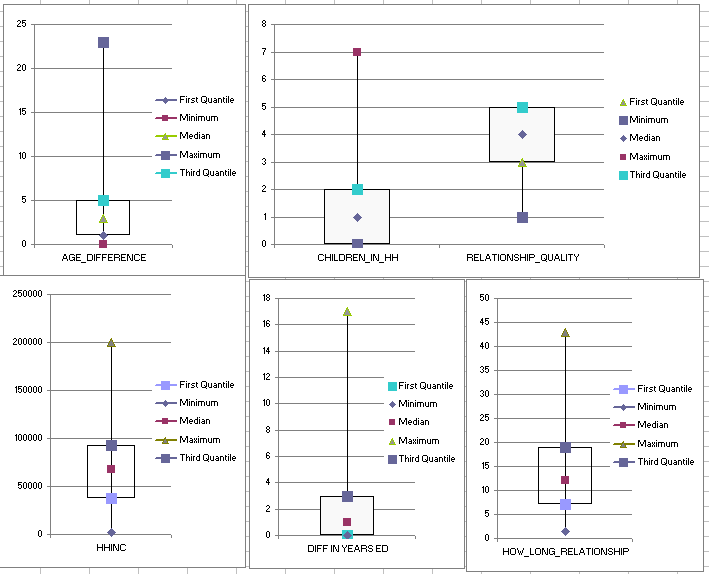 25
20
15
10
5
0
AGE_DIFFERENCE
First Quantile
Minimum
Median
Maximum
Third Quantile
8
7
6
5
4
3
2
1
0
CHILDREN_IN_HH RELATIONSHIP_QUALITY
First Quantile
Minimum
Median
Maximum
Third Quantile
250000
200000
150000
100000
50000
0
HHINC
First Quantile
Minimum
Median
Maximum
Third Quantile
18
16
14
12
10
8
6
4
2
0
DIFF IN YEARS ED
First Quantile
Minimum
Median
Maximum
Third Quantile
50
45
40
35
30
25
20
15
10
5
0
HOW_LONG_RELATIONSHIP
First Quantile
Minimum
Median
Maximum
Third Quantile